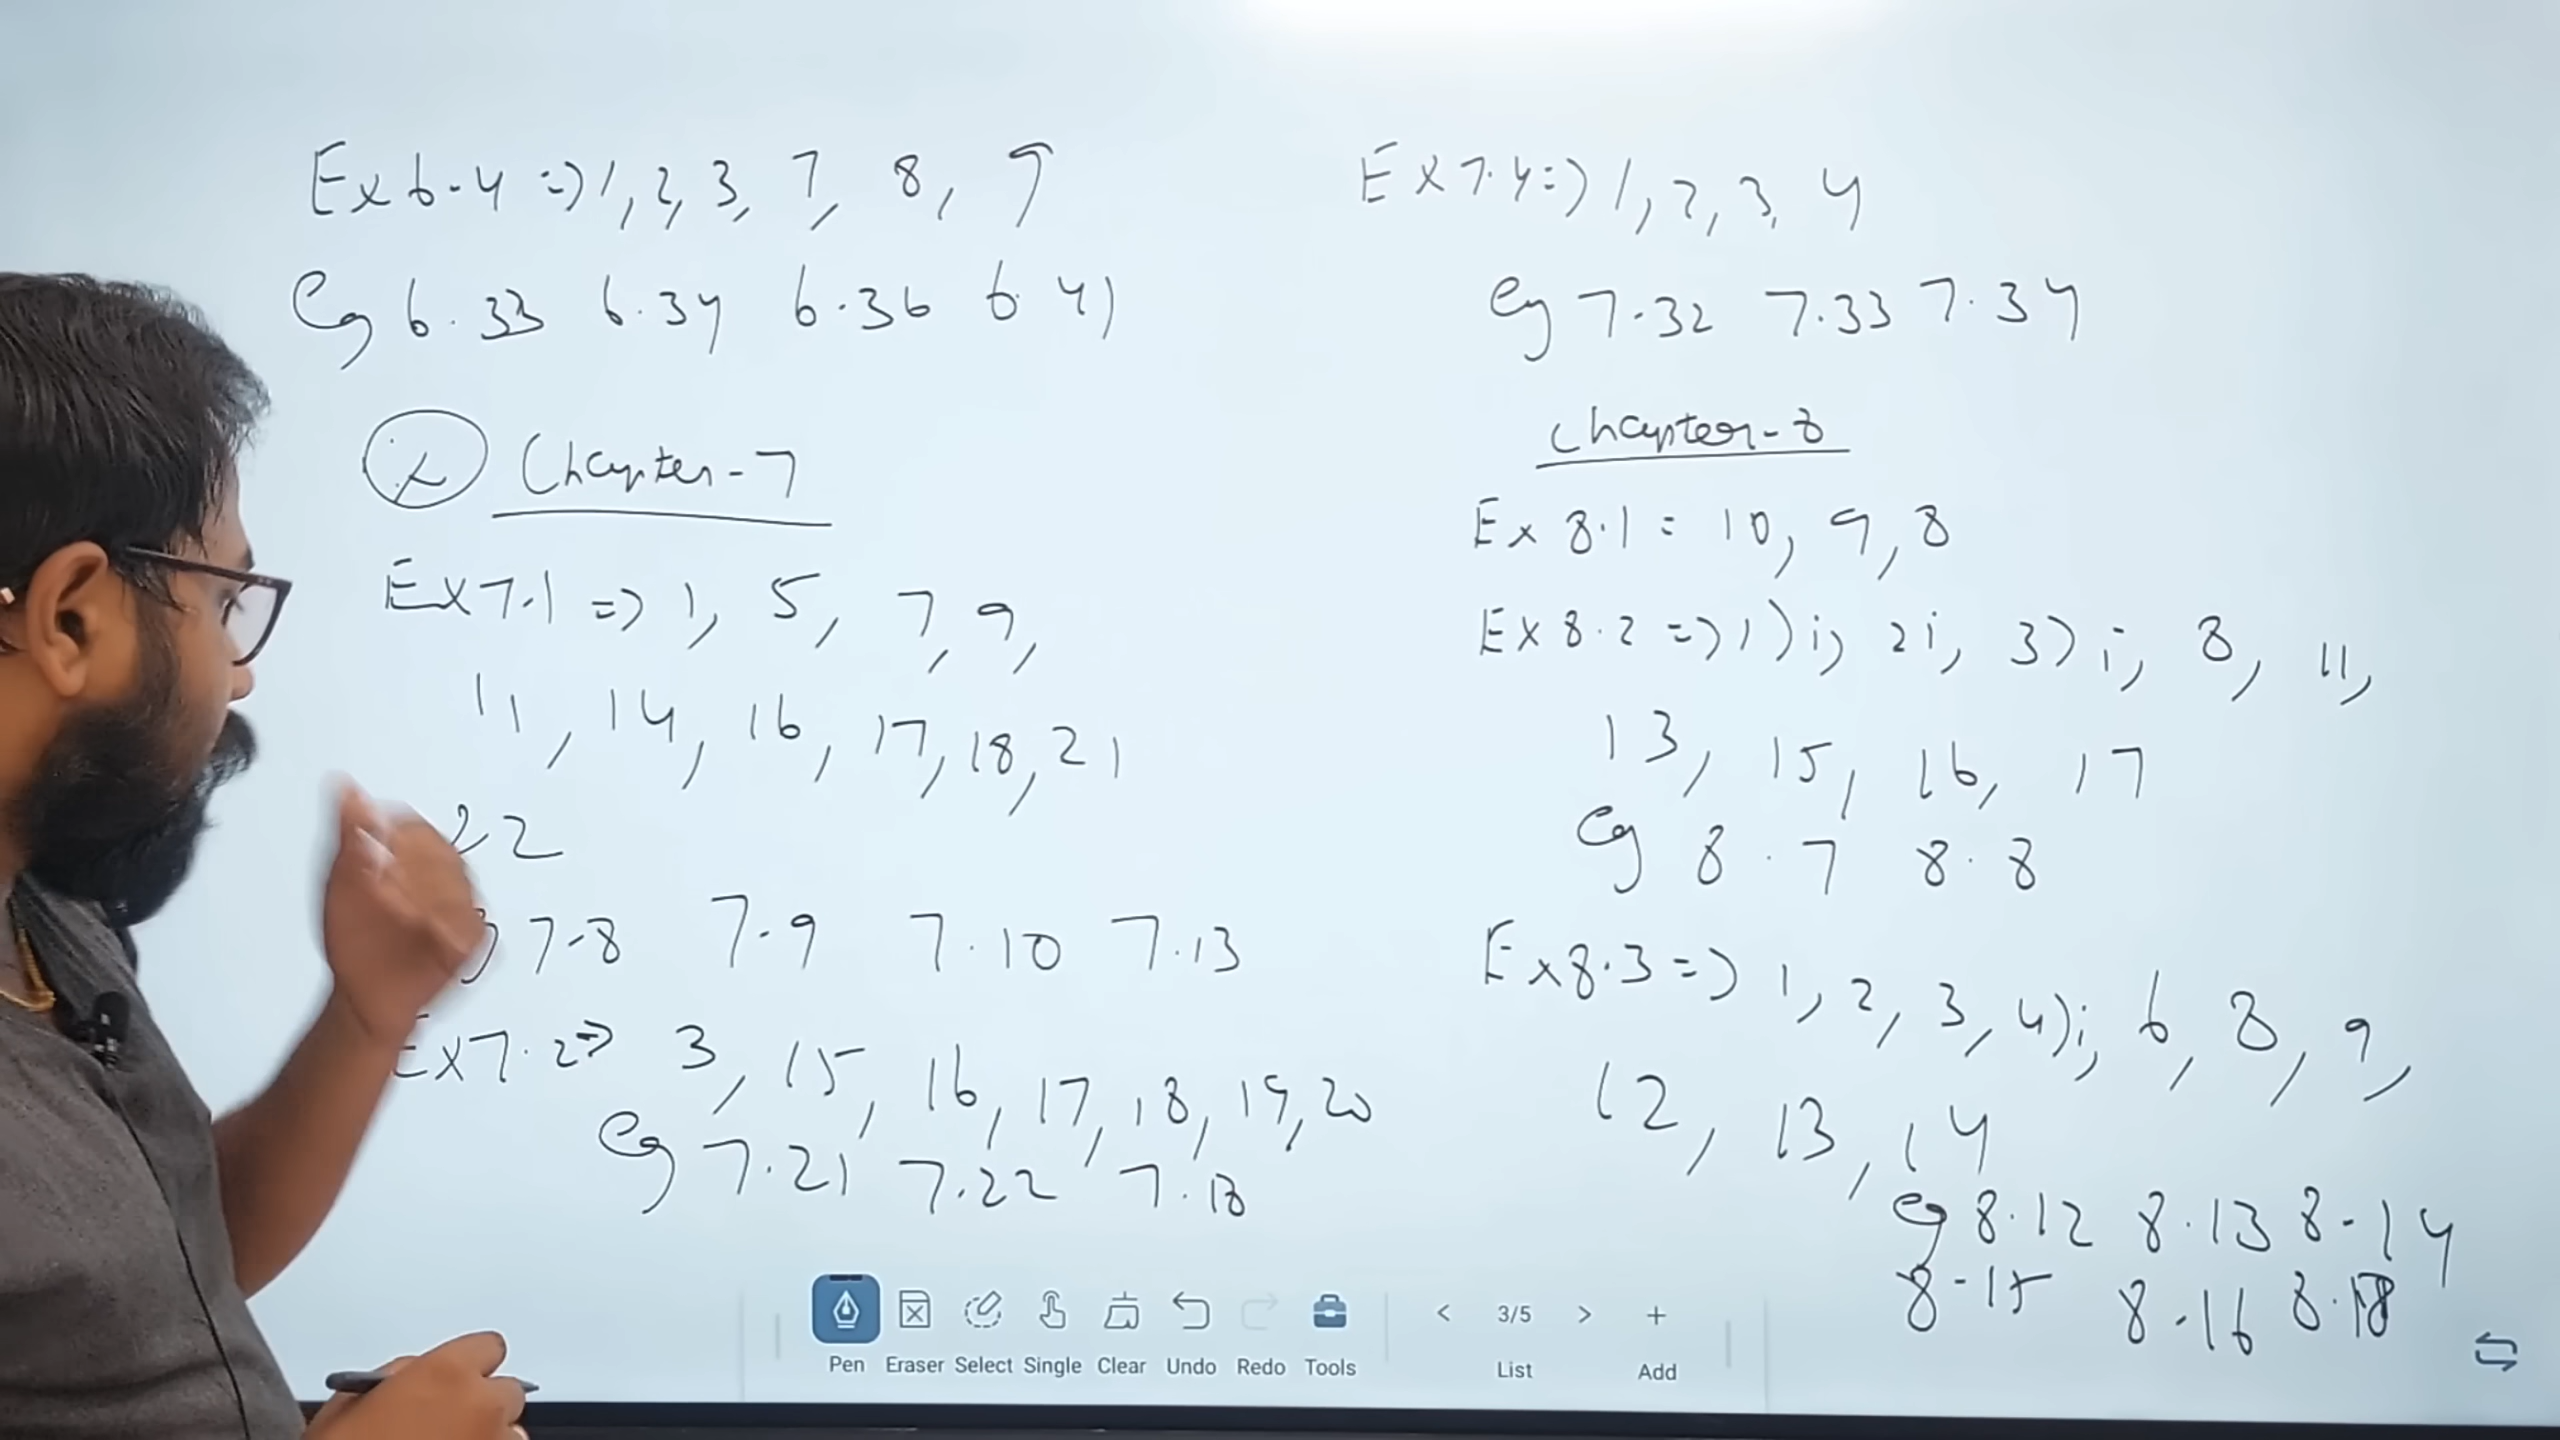 Ex 6.4 => 1, 2, 3, 7, 8, 9
Eg 6.33 6.34 6.36 6.41
Chapter-7
Ex 7.1 => 1, 5, 7, 9,
11, 14, 16, 17, 18, 21
22
7.8 7.9 7.10 7.13
Ex 7.2 => 3, 15, 16, 17, 18, 19, 20
Eg 7.21 7.22 7.18
Ex 7.4 => 1, 2, 3, 4
eg 7.32 7.33 7.34
Chapter-8
Ex 8.1 = 10, 9, 8
Ex 8.2 => 1) i, 2 i, 3) i, 8, 11,
13, 15, 16, 17
Eg 8.7 8.8
Ex 8.3 => 1, 2, 3, 4) i, 6, 8, 9,
12, 13, 14
eg 8.12 8.13 8.14
8.15 8.16 8.18
< 3/5 > +
Pen Eraser Select Single Clear Undo Redo Tools List Add